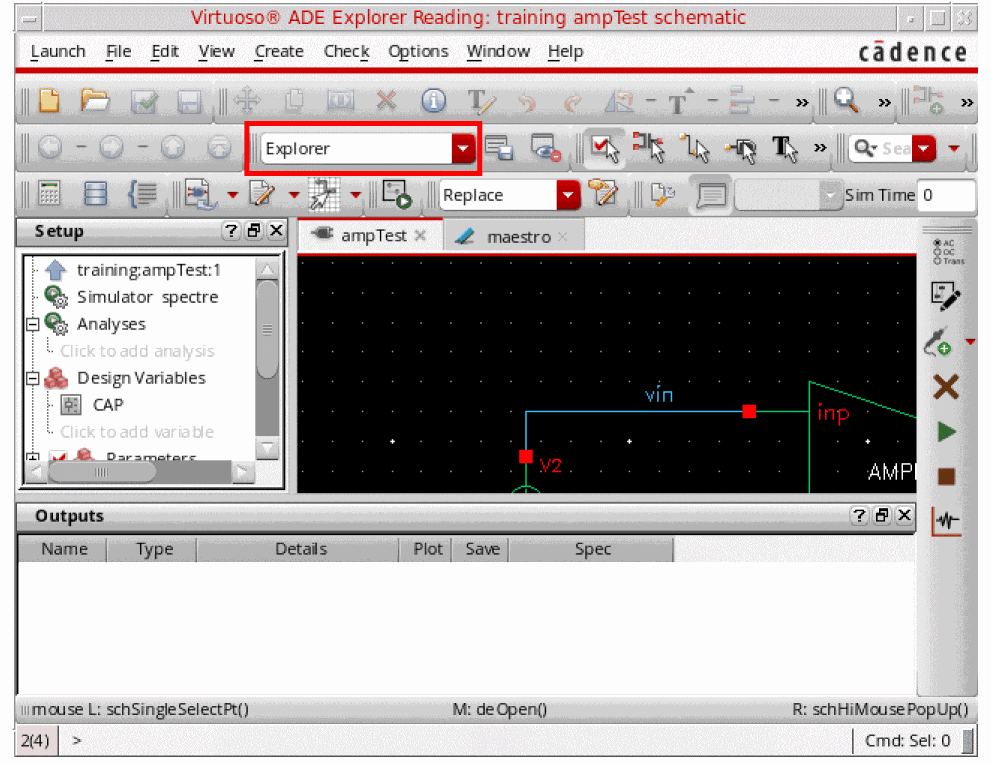 Virtuoso® ADE Explorer Reading: training ampTest schematic
Launch File Edit View Create Check Options Window Help cādence
Explorer Sea
Replace Sim Time 0
Setup
ampTest maestro
AC
DC
Trans
training:ampTest:1
Simulator spectre
Analyses
Click to add analysis
Design Variables
CAP
Click to add variable
Parameters
vin
inp
V2
AMPI
Outputs
Name Type Details Plot Save Spec
mouse L: schSingleSelectPt() M: deOpen() R: schHiMousePopUp()
2(4) > Cmd: Sel: 0